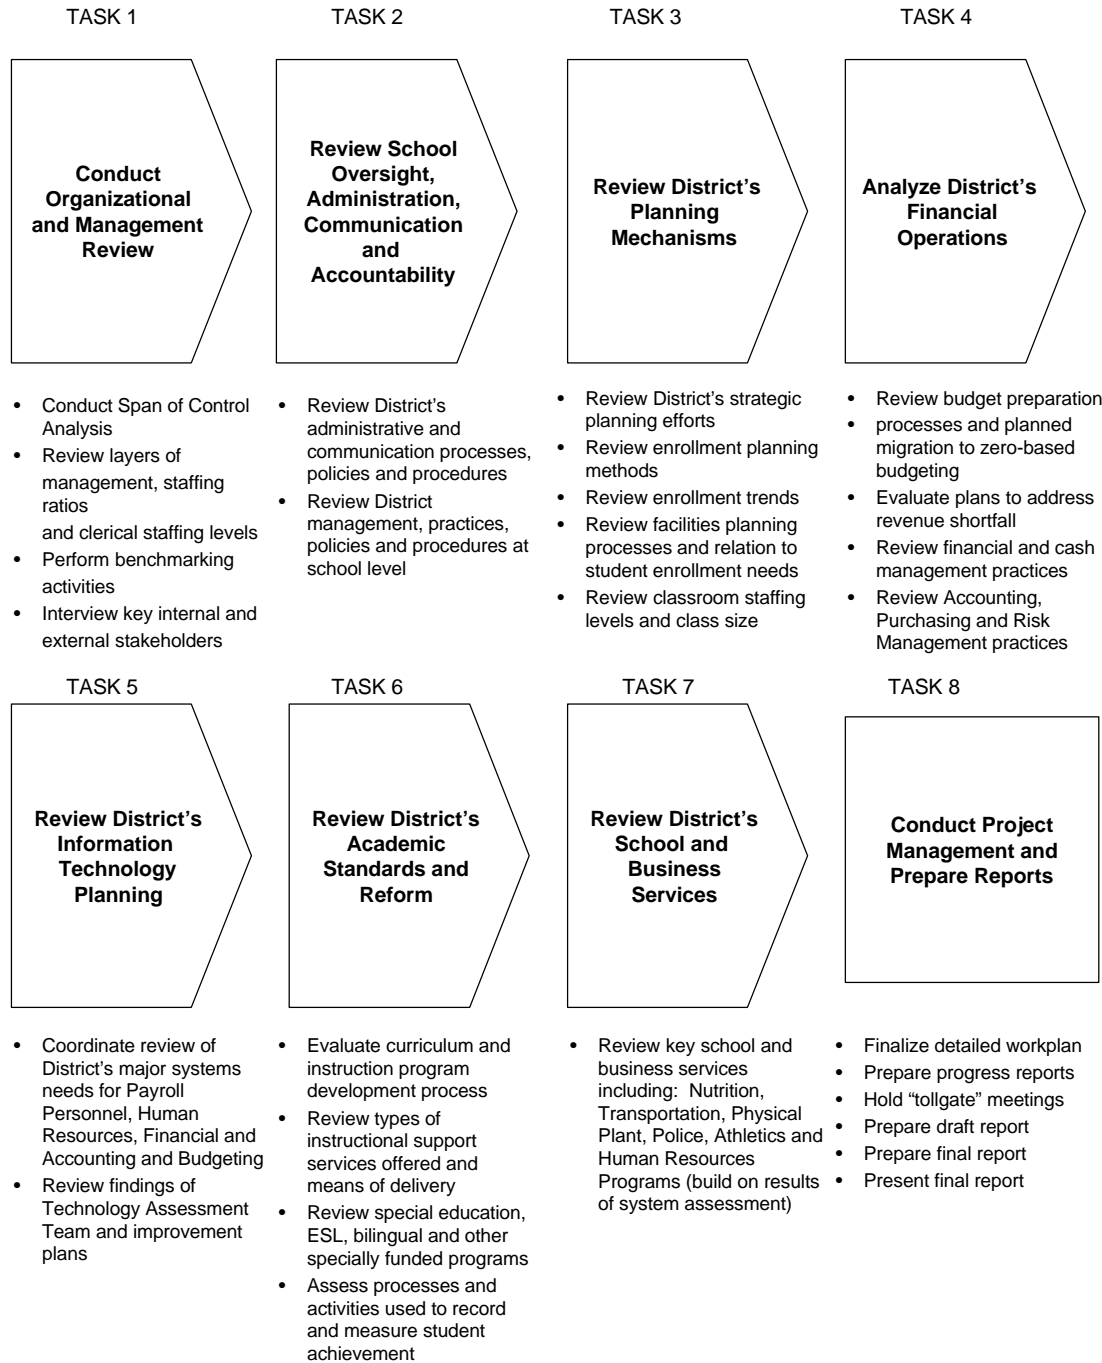 TASK 1
Conduct
Organizational
and Management
Review
• Conduct Span of Control
Analysis
• Review layers of
management, staffing
ratios
and clerical staffing levels
• Perform benchmarking
activities
• Interview key internal and
external stakeholders
TASK 2
Review School
Oversight,
Administration,
Communication
and
Accountability
• Review District’s
administrative and
communication processes,
policies and procedures
• Review District
management, practices,
policies and procedures at
school level
TASK 3
Review District’s
Planning
Mechanisms
• Review District’s strategic
planning efforts
• Review enrollment planning
methods
• Review enrollment trends
• Review facilities planning
processes and relation to
student enrollment needs
• Review classroom staffing
levels and class size
TASK 4
Analyze District’s
Financial
Operations
• Review budget preparation
• processes and planned
migration to zero-based
budgeting
• Evaluate plans to address
revenue shortfall
• Review financial and cash
management practices
• Review Accounting,
Purchasing and Risk
Management practices
TASK 5
Review District’s
Information
Technology
Planning
• Coordinate review of
District’s major systems
needs for Payroll
Personnel, Human
Resources, Financial and
Accounting and Budgeting
• Review findings of
Technology Assessment
Team and improvement
plans
TASK 6
Review District’s
Academic
Standards and
Reform
• Evaluate curriculum and
instruction program
development process
• Review types of
instructional support
services offered and
means of delivery
• Review special education,
ESL, bilingual and other
specially funded programs
• Assess processes and
activities used to record
and measure student
achievement
TASK 7
Review District’s
School and
Business
Services
• Review key school and
business services
including: Nutrition,
Transportation, Physical
Plant, Police, Athletics and
Human Resources
Programs (build on results
of system assessment)
TASK 8
Conduct Project
Management and
Prepare Reports
• Finalize detailed workplan
• Prepare progress reports
• Hold “tollgate” meetings
• Prepare draft report
• Prepare final report
• Present final report